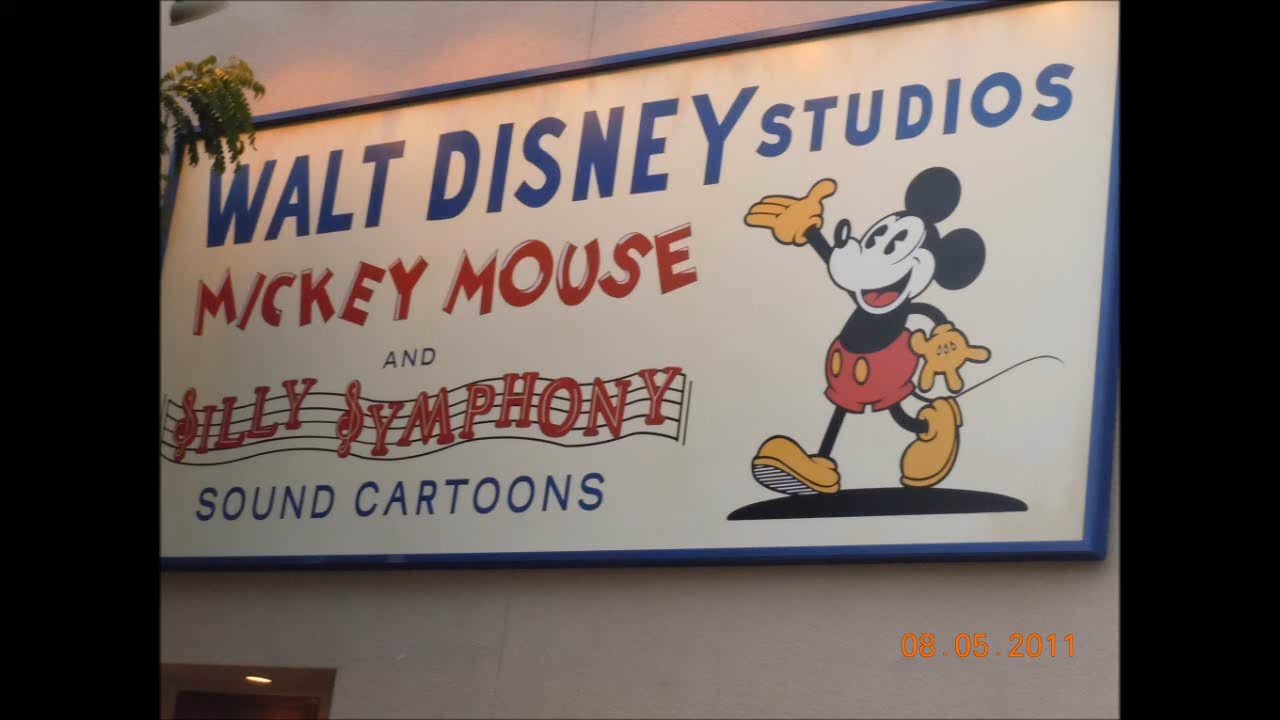 WALT DISNEY STUDIOS
MICKEY MOUSE
AND
SILLY SYMPHONY
SOUND CARTOONS
08.05.2011